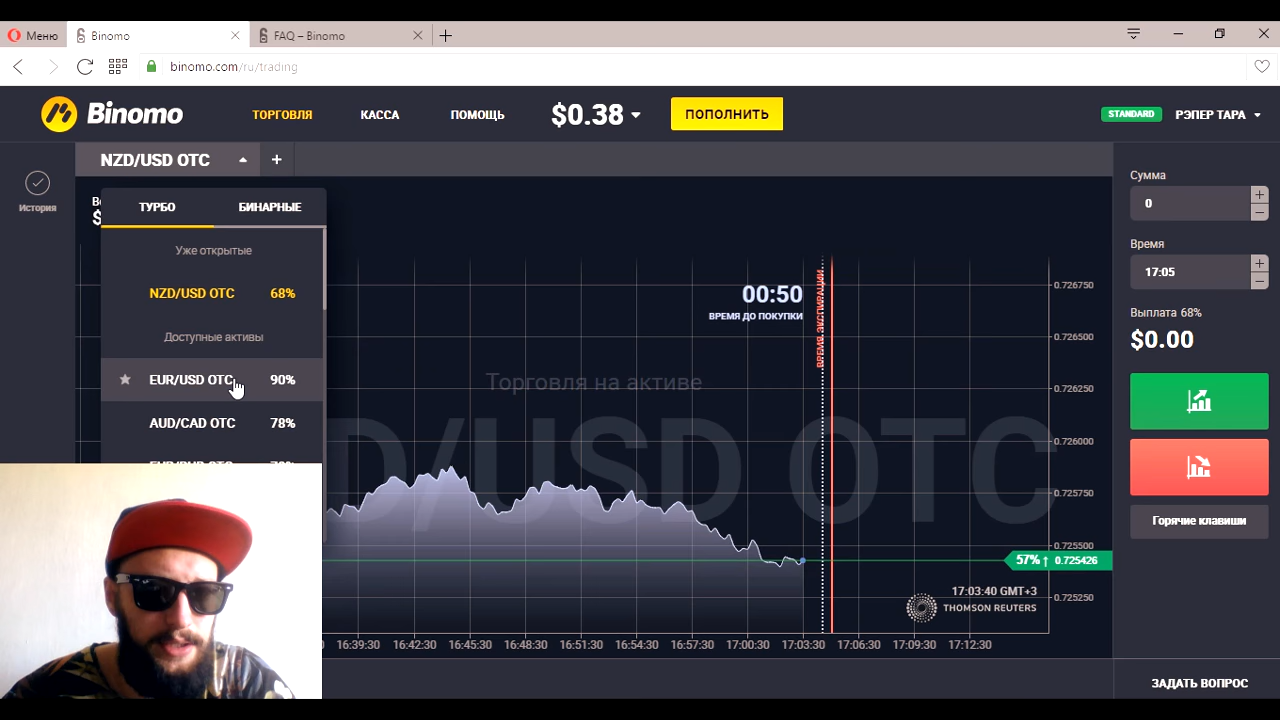 Меню
Binomo
FAQ – Binomo
binomo.com/ru/trading
Binomo
ТОРГОВЛЯ
КАССА
ПОМОЩЬ
$0.38
ПОПОЛНИТЬ
STANDARD
РЭПЕР ТАРА
История
NZD/USD OTC
ТУРБО
БИНАРНЫЕ
Уже открытые
NZD/USD OTC 68%
Доступные активы
EUR/USD OTC 90%
AUD/CAD OTC 78%
00:50
ВРЕМЯ ДО ПОКУПКИ
ВРЕМЯ ЭКСПИРАЦИИ
Торговля на активе
D/USD OTC
0.726750
0.726500
0.726250
0.726000
0.725750
0.725500
57% ↑ 0.725426
0.725250
17:03:40 GMT+3
THOMSON REUTERS
16:39:30 16:42:30 16:45:30 16:48:30 16:51:30 16:54:30 16:57:30 17:00:30 17:03:30 17:06:30 17:09:30 17:12:30
Сумма
0
Время
17:05
Выплата 68%
$0.00
Горячие клавиши
ЗАДАТЬ ВОПРОС